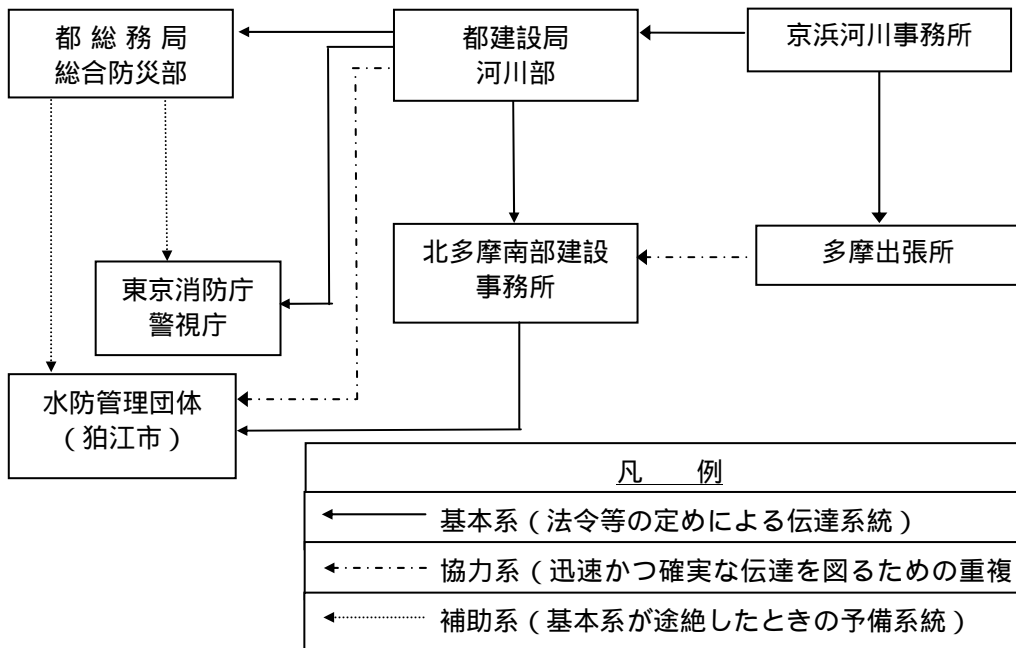 都 総 務 局
総合防災部
都建設局
河川部
京浜河川事務所
北多摩南部建設
事務所
多摩出張所
東京消防庁
警視庁
水防管理団体
（狛江市）
凡　　例
基本系（法令等の定めによる伝達系統）
協力系（迅速かつ確実な伝達を図るための重複
補助系（基本系が途絶したときの予備系統）